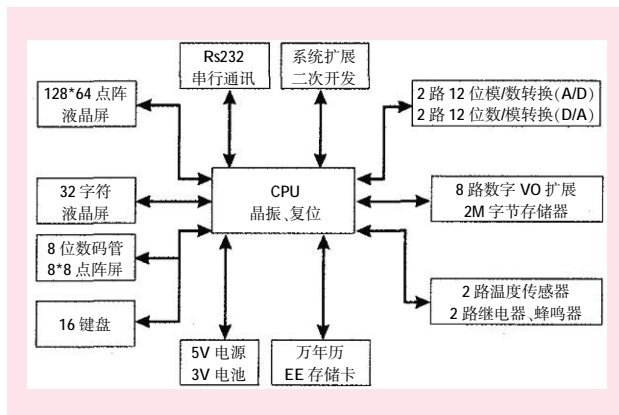 Rs232
串行通讯
系统扩展
二次开发
128*64 点阵
液晶屏
2 路 12 位模/数转换(A/D)
2 路 12 位数/模转换(D/A)
32 字符
液晶屏
CPU
晶振、复位
8 路数字 VO 扩展
2M 字节存储器
8 位数码管
8*8 点阵屏
16 键盘
2 路温度传感器
2 路继电器、蜂鸣器
5V 电源
3V 电池
万年历
EE 存储卡